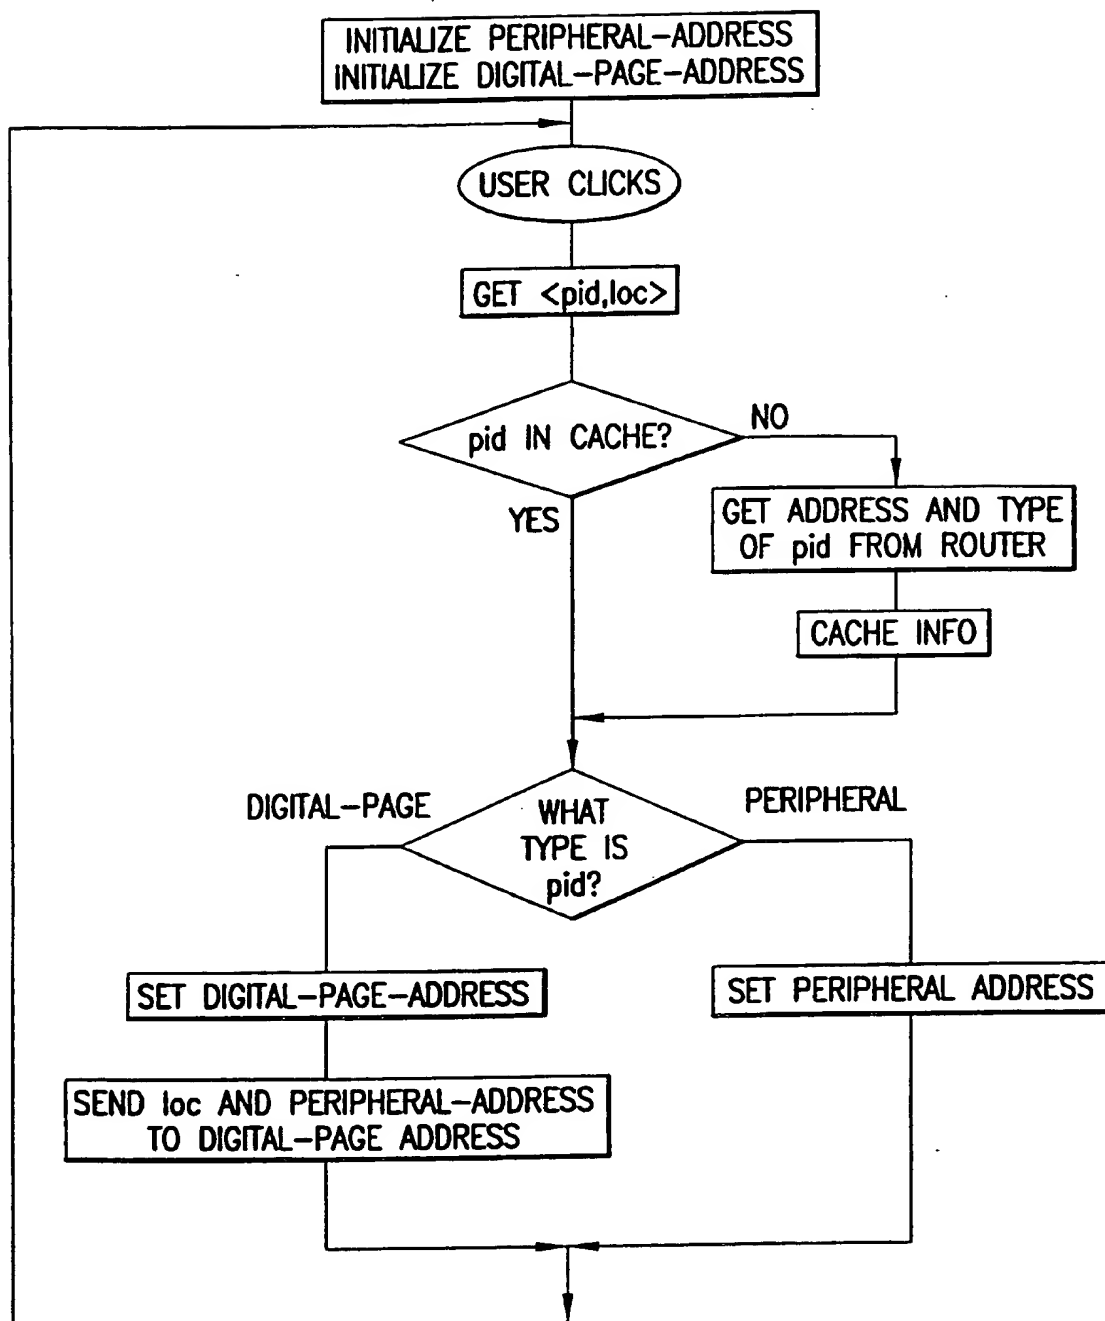 INITIALIZE PERIPHERAL-ADDRESS
INITIALIZE DIGITAL-PAGE-ADDRESS
USER CLICKS
GET <pid,loc>
pid IN CACHE?
NO
YES
GET ADDRESS AND TYPE
OF pid FROM ROUTER
CACHE INFO
DIGITAL-PAGE
WHAT
TYPE IS
pid?
PERIPHERAL
SET DIGITAL-PAGE-ADDRESS
SET PERIPHERAL ADDRESS
SEND loc AND PERIPHERAL-ADDRESS
TO DIGITAL-PAGE ADDRESS